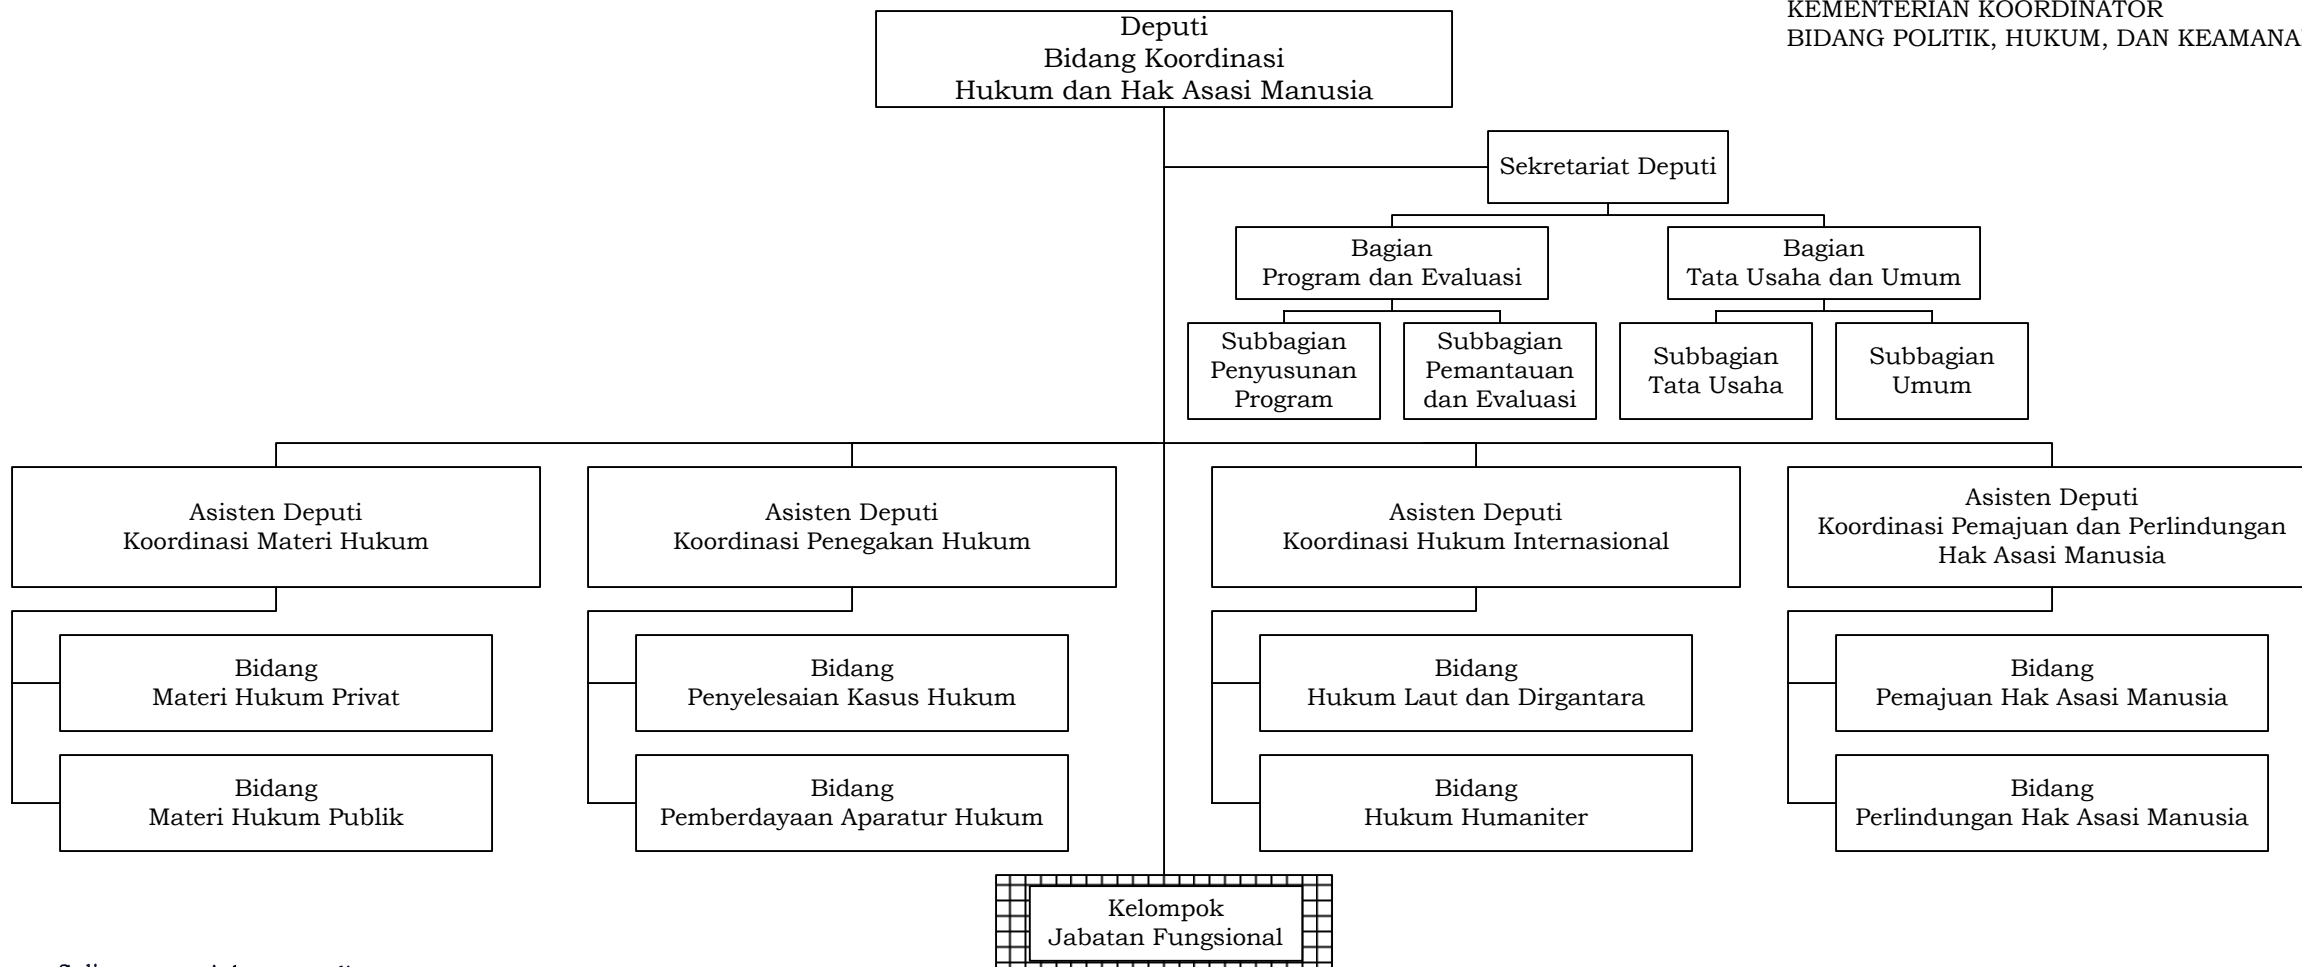 KEMENTERIAN KOORDINATOR
BIDANG POLITIK, HUKUM, DAN
Deputi
Bidang Koordinasi
Hukum dan Hak Asasi Manusia
Sekretariat Deputi
Bagian
Program dan Evaluasi
Bagian
Tata Usaha dan Umum
Subbagian
Penyusunan
Program
Subbagian
Pemantauan
dan Evaluasi
Subbagian
Tata Usaha
Subbagian
Umum
Asisten Deputi
Koordinasi Materi Hukum
Asisten Deputi
Koordinasi Penegakan Hukum
Asisten Deputi
Koordinasi Hukum Internasional
Asisten Deputi
Koordinasi Pemajuan dan Perlindungan
Hak Asasi Manusia
Bidang
Materi Hukum Privat
Bidang
Materi Hukum Publik
Bidang
Penyelesaian Kasus Hukum
Bidang
Pemberdayaan Aparatur Hukum
Bidang
Hukum Laut dan Dirgantara
Bidang
Hukum Humaniter
Bidang
Pemajuan Hak Asasi Manusia
Bidang
Perlindungan Hak Asasi Manusia
Kelompok
Jabatan Fungsional